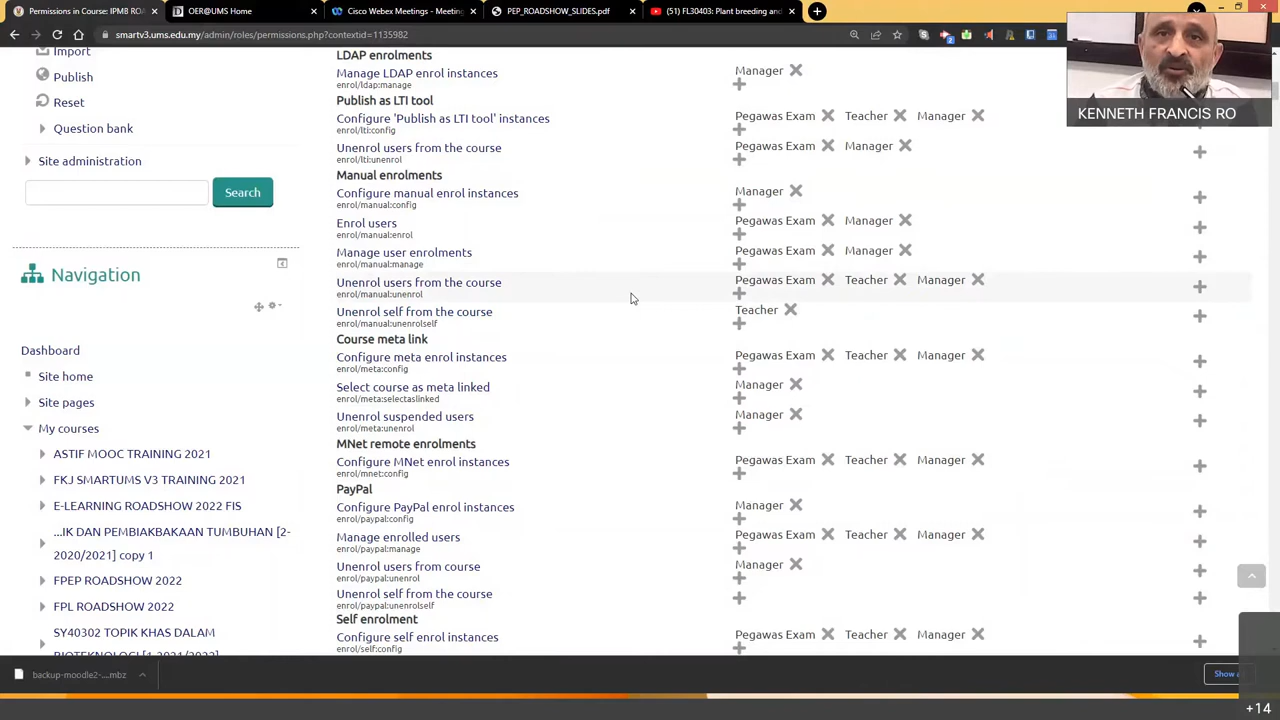 Permissions in Course: IPMB RO
OER@UMS Home
Cisco Webex Meetings - Meeting
PEP_ROADSHOW_SLIDES.pdf
(51) FL30403: Plant breeding and
smartv3.ums.edu.my/admin/roles/permissions.php?contextid=1135982
KENNETH FRANCIS RO
Import
Publish
Reset
Question bank
Site administration
Search
Navigation
Dashboard
Site home
Site pages
My courses
ASTIF MOOC TRAINING 2021
FKJ SMARTUMS V3 TRAINING 2021
E-LEARNING ROADSHOW 2022 FIS
...IK DAN PEMBIAKBAKAAN TUMBUHAN [2-
2020/2021] copy 1
FPEP ROADSHOW 2022
FPL ROADSHOW 2022
SY40302 TOPIK KHAS DALAM
BIOTEKNOLOGI [1-2021/2022]
LDAP enrolments
Manage LDAP enrol instances Manager
enrol/ldap:manage
Publish as LTI tool
Configure 'Publish as LTI tool' instances Pegawas Exam Teacher Manager
enrol/lti:config
Unenrol users from the course Pegawas Exam Manager
enrol/lti:unenrol
Manual enrolments
Configure manual enrol instances Manager
enrol/manual:config
Enrol users Pegawas Exam Manager
enrol/manual:enrol
Manage user enrolments Pegawas Exam Manager
enrol/manual:manage
Unenrol users from the course Pegawas Exam Teacher Manager
enrol/manual:unenrol
Unenrol self from the course Teacher
enrol/manual:unenrolself
Course meta link
Configure meta enrol instances Pegawas Exam Teacher Manager
enrol/meta:config
Select course as meta linked Manager
enrol/meta:selectaslinked
Unenrol suspended users Manager
enrol/meta:unenrol
MNet remote enrolments
Configure MNet enrol instances Pegawas Exam Teacher Manager
enrol/mnet:config
PayPal
Configure PayPal enrol instances Manager
enrol/paypal:config
Manage enrolled users Pegawas Exam Teacher Manager
enrol/paypal:manage
Unenrol users from course Manager
enrol/paypal:unenrol
Unenrol self from the course
enrol/paypal:unenrolself
Self enrolment
Configure self enrol instances Pegawas Exam Teacher Manager
enrol/self:config
backup-moodle2-....mbz
Show
+14